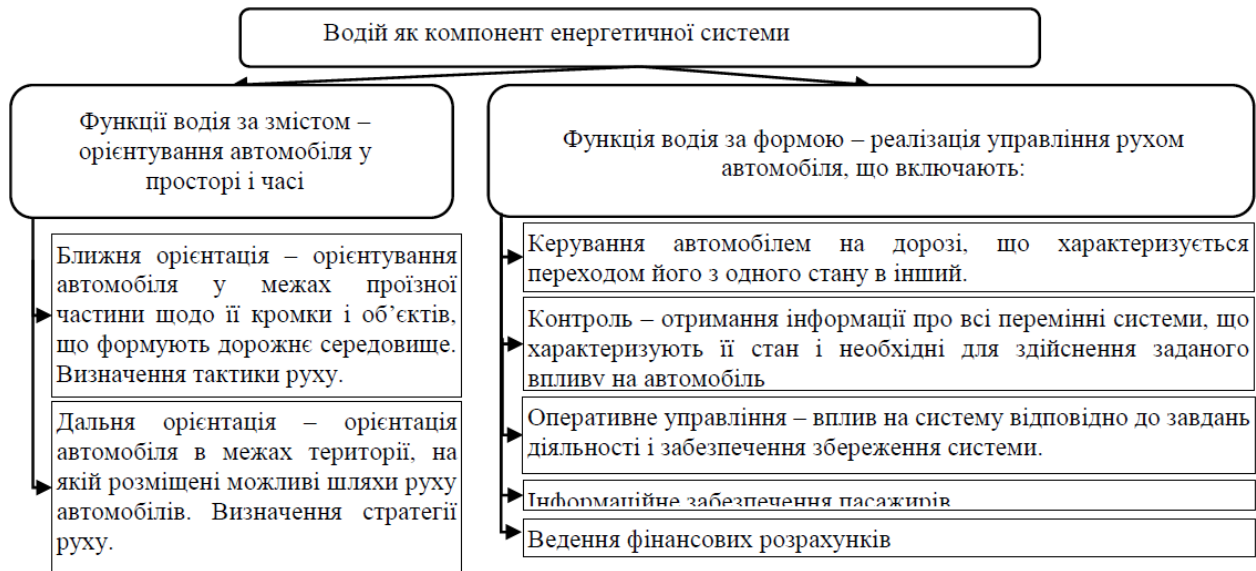 Водій як компонент енергетичної системи
Функції водія за змістом –
орієнтування автомобіля у
просторі і часі
Ближня орієнтація – орієнтування
автомобіля у межах проїзної
частини щодо її кромки і об’єктів,
що формують дорожнє середовище.
Визначення тактики руху.
Дальня орієнтація – орієнтація
автомобіля в межах території, на
якій розміщені можливі шляхи руху
автомобілів. Визначення стратегії
руху.
Функція водія за формою – реалізація управління рухом
автомобіля, що включають:
Керування автомобілем на дорозі, що характеризується
переходом його з одного стану в інший.
Контроль – отримання інформації про всі перемінні системи, що
характеризують її стан і необхідні для здійснення заданого
впливу на автомобіль
Оперативне управління – вплив на систему відповідно до завдань
діяльності і забезпечення збереження системи.
Інформаційне забезпечення пасажирів
Ведення фінансових розрахунків